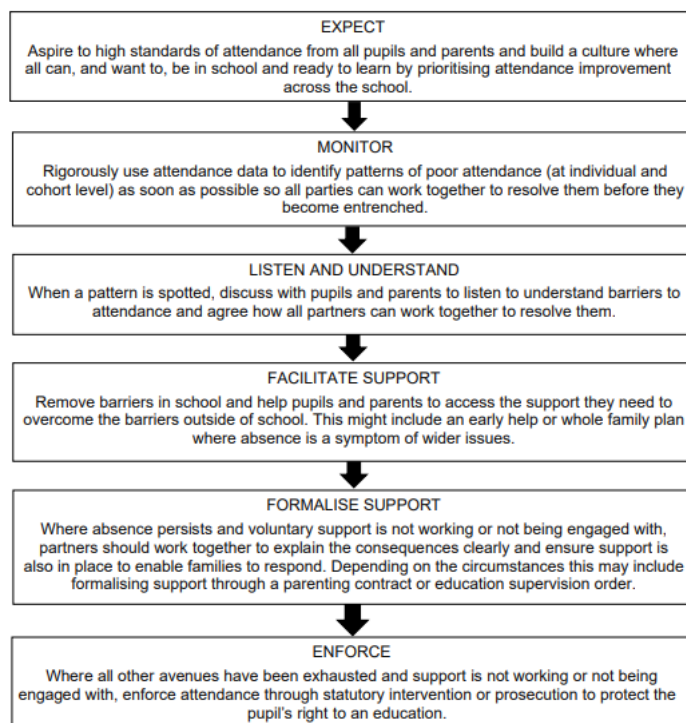 EXPECT
Aspire to high standards of attendance from all pupils and parents and build a culture where
all can, and want to, be in school and ready to learn by prioritising attendance improvement
across the school.
MONITOR
Rigorously use attendance data to identify patterns of poor attendance (at individual and
cohort level) as soon as possible so all parties can work together to resolve them before they
become entrenched.
LISTEN AND UNDERSTAND
When a pattern is spotted, discuss with pupils and parents to listen to understand barriers to
attendance and agree how all partners can work together to resolve them.
FACILITATE SUPPORT
Remove barriers in school and help pupils and parents to access the support they need to
overcome the barriers outside of school. This might include an early help or whole family plan
where absence is a symptom of wider issues.
FORMALISE SUPPORT
Where absence persists and voluntary support is not working or not being engaged with,
partners should work together to explain the consequences clearly and ensure support is
also in place to enable families to respond. Depending on the circumstances this may include
formalising support through a parenting contract or education supervision order.
ENFORCE
Where all other avenues have been exhausted and support is not working or not being
engaged with, enforce attendance through statutory intervention or prosecution to protect the
pupil's right to an education.